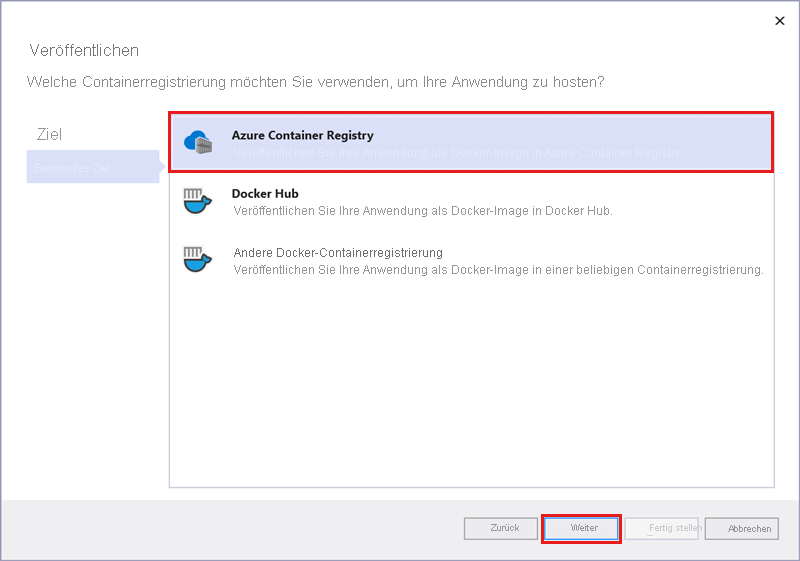 Veröffentlichen
Welche Containerregistrierung möchten Sie verwenden, um Ihre Anwendung zu hosten?
Ziel
Bestimmtes Ziel
Azure Container Registry
Veröffentlichen Sie Ihre Anwendung als Docker-Image in Azure Container Registry.
Docker Hub
Veröffentlichen Sie Ihre Anwendung als Docker-Image in Docker Hub.
Andere Docker-Containerregistrierung
Veröffentlichen Sie Ihre Anwendung als Docker-Image in einer beliebigen Containerregistrierung.
Zurück
Weiter
Fertig stellen
Abbrechen